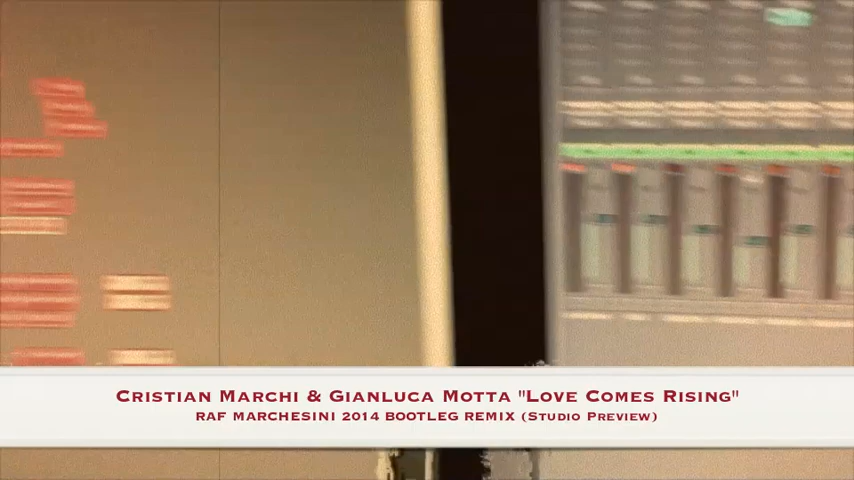 Cristian Marchi & Gianluca Motta "Love Comes Rising"
RAF MARCHESINI 2014 BOOTLEG REMIX (Studio Preview)